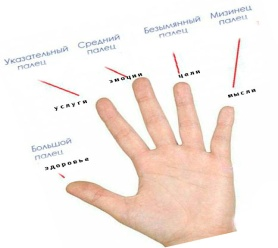 Указательный
палец
Средний
палец
Безымянный
палец
Мизинец
палец
услуги
эмоции
цели
мысли
Большой
палец
здоровье